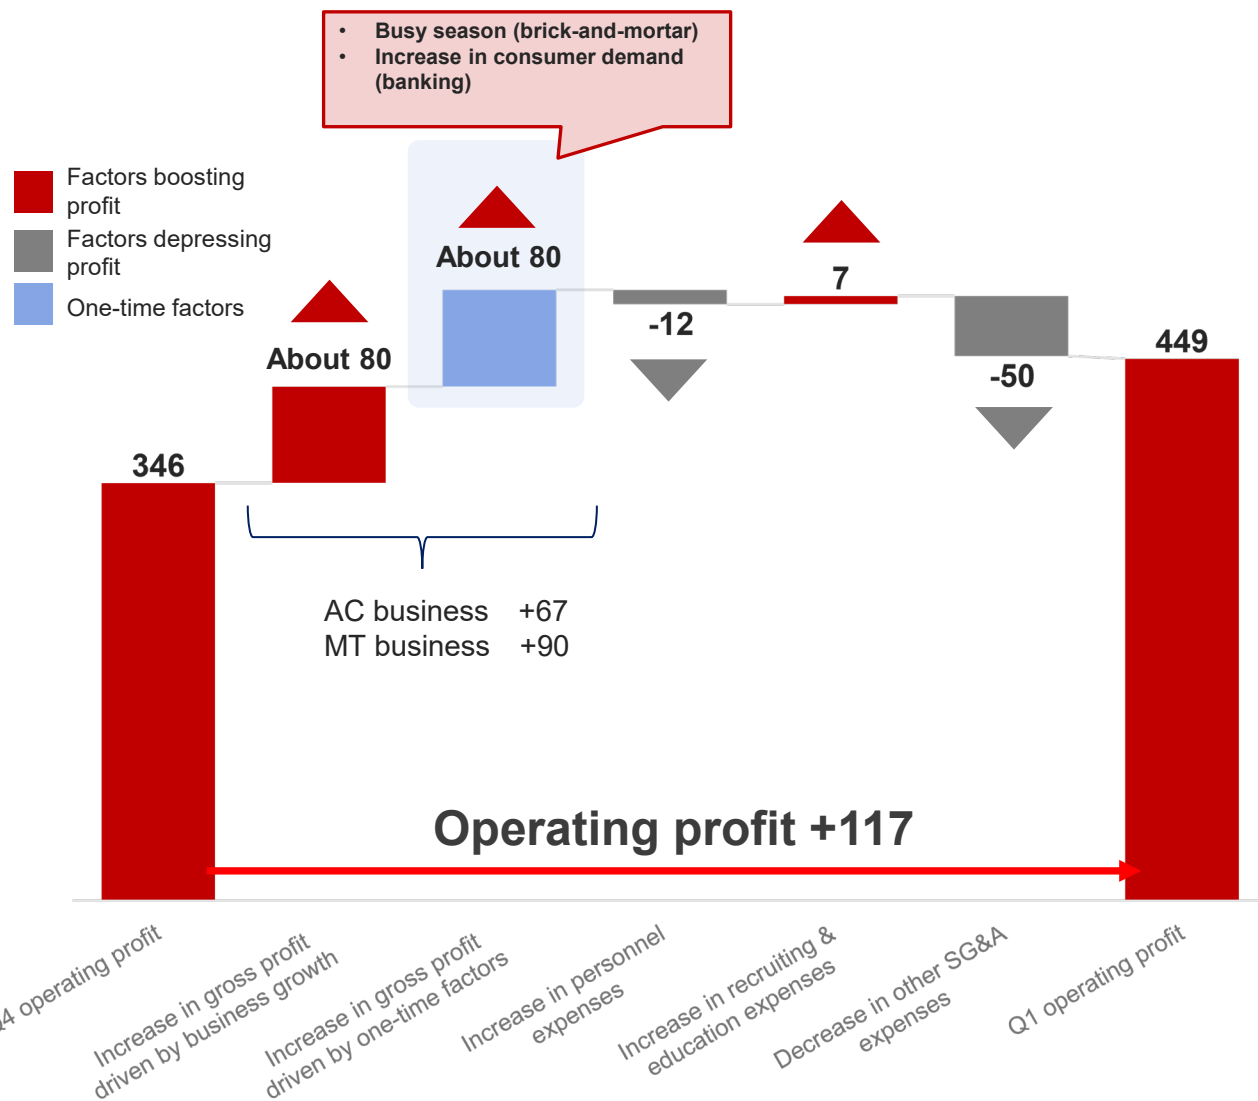 • Busy season (brick-and-mortar)
• Increase in consumer demand
(banking)
Factors boosting
profit
Factors depressing
profit
One-time factors
346
About 80
About 80
-12
7
-50
449
AC business +67
MT business +90
Operating profit +117
Q4 operating profit
Increase in gross profit
driven by business growth
Increase in gross profit
driven by one-time factors
Increase in personnel
expenses
Increase in recruiting &
education expenses
Decrease in other SG&A
expenses
Q1 operating profit